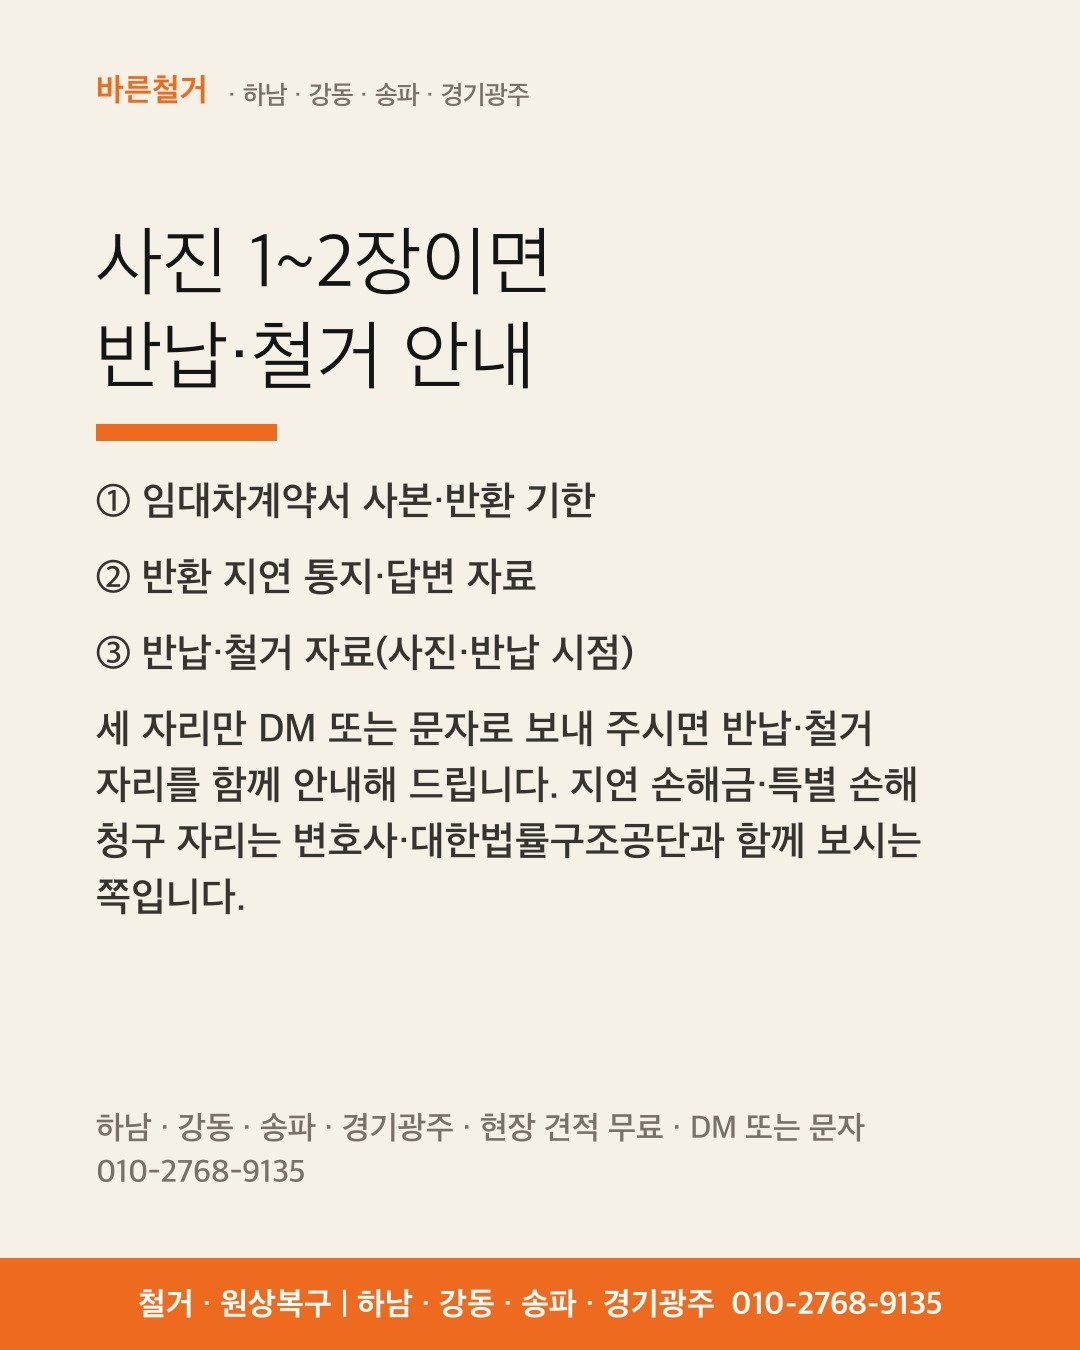 바른철거 · 하남 · 강동 · 송파 · 경기광주
사진 1~2장이면
반납·철거 안내
① 임대차계약서 사본·반환 기한
② 반환 지연 통지·답변 자료
③ 반납·철거 자료(사진·반납 시점)
세 자리만 DM 또는 문자로 보내 주시면 반납·철거
자리를 함께 안내해 드립니다. 지연 손해금·특별 손해
청구 자리는 변호사·대한법률구조공단과 함께 보시는
쪽입니다.
하남 · 강동 · 송파 · 경기광주 · 현장 견적 무료 · DM 또는 문자
010-2768-9135
철거 · 원상복구 | 하남 · 강동 · 송파 · 경기광주 010-2768-9135